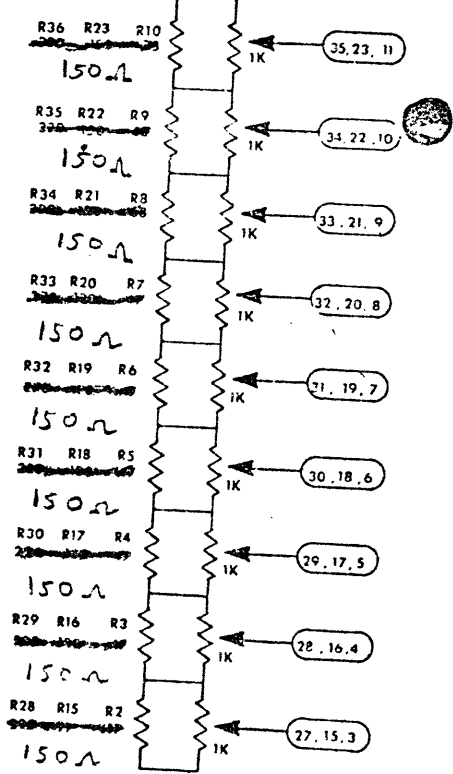 R36 R23 R10
150Ω
1K
35,23,11
R35 R22 R9
150Ω
1K
34,22,10
R34 R21 R8
150Ω
1K
33,21,9
R33 R20 R7
150Ω
1K
32,20,8
R32 R19 R6
150Ω
1K
31,19,7
R31 R18 R5
150Ω
1K
30,18,6
R30 R17 R4
150Ω
1K
29,17,5
R29 R16 R3
150Ω
1K
28,16,4
R28 R15 R2
150Ω
1K
27,15,3